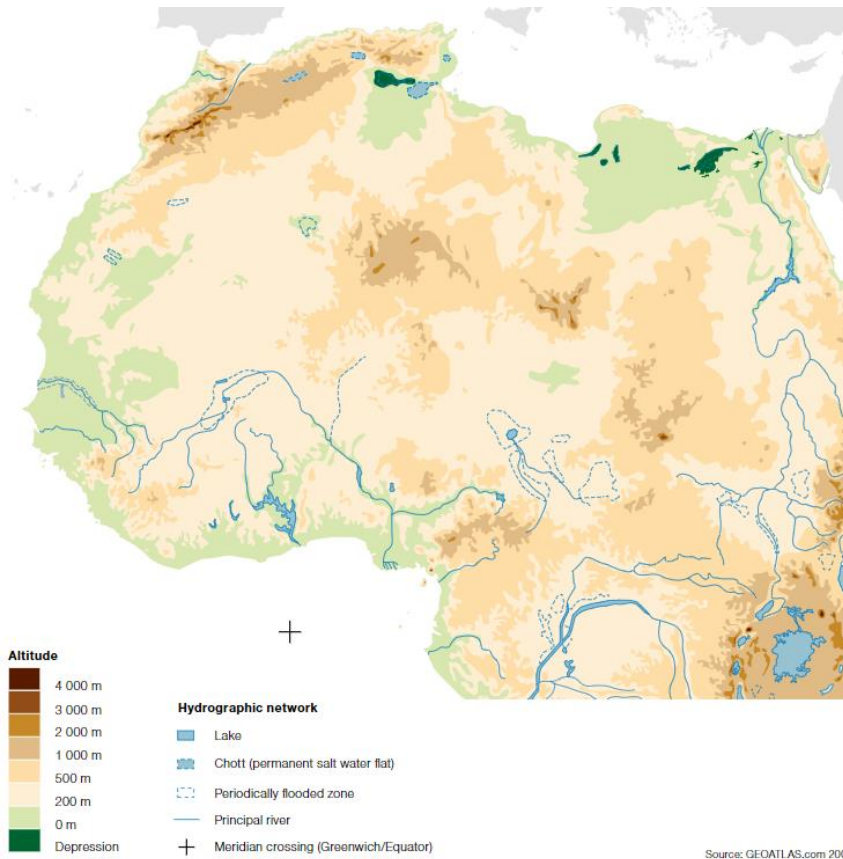 Altitude
4 000 m
3 000 m
2 000 m
1 000 m
500 m
200 m
0 m
Depression
Hydrographic network
Lake
Chott (permanent salt water flat)
Periodically flooded zone
Principal river
Meridian crossing (Greenwich/Equator)
Source: GEOATLAS.com 200